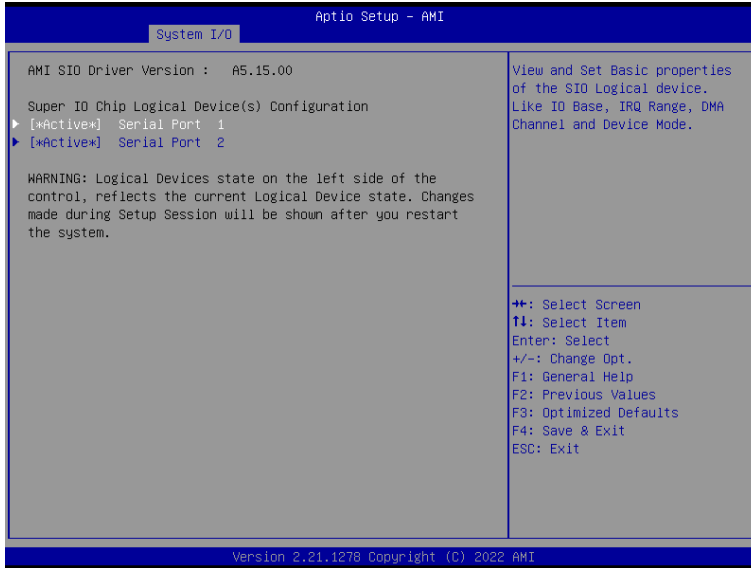 Aptio Setup – AMI
System I/O
AMI SIO Driver Version :   A5.15.00
Super IO Chip Logical Device(s) Configuration
[*Active*]   Serial Port  1
[*Active*]   Serial Port  2
WARNING: Logical Devices state on the left side of the
control, reflects the current Logical Device state. Changes
made during Setup Session will be shown after you restart
the system.
View and Set Basic properties
of the SIO Logical device.
Like IO Base, IRQ Range, DMA
Channel and Device Mode.
→←: Select Screen
↑↓: Select Item
Enter: Select
+/-: Change Opt.
F1: General Help
F2: Previous Values
F3: Optimized Defaults
F4: Save & Exit
ESC: Exit
Version 2.21.1278 Copyright (C) 2022 AMI